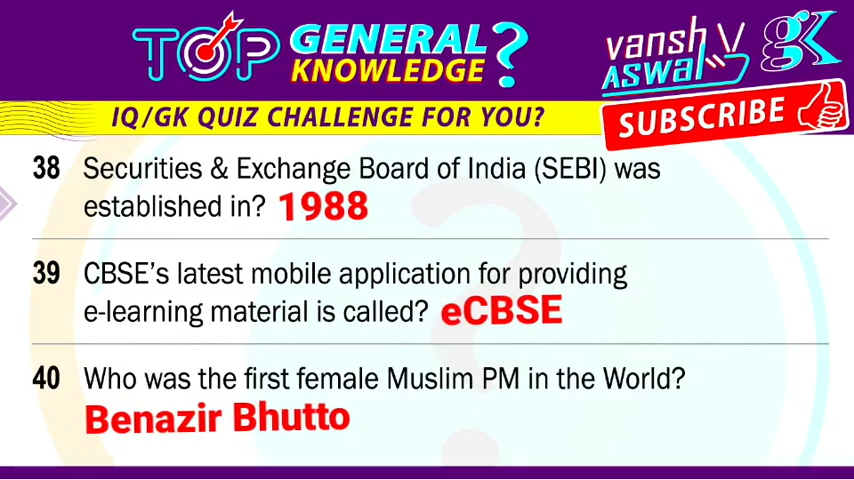 TOP GENERAL KNOWLEDGE ?
vansh ASWAL
gk
IQ/GK QUIZ CHALLENGE FOR YOU?
SUBSCRIBE
38 Securities & Exchange Board of India (SEBI) was
established in? 1988
39 CBSE's latest mobile application for providing
e-learning material is called? eCBSE
40 Who was the first female Muslim PM in the World?
Benazir Bhutto